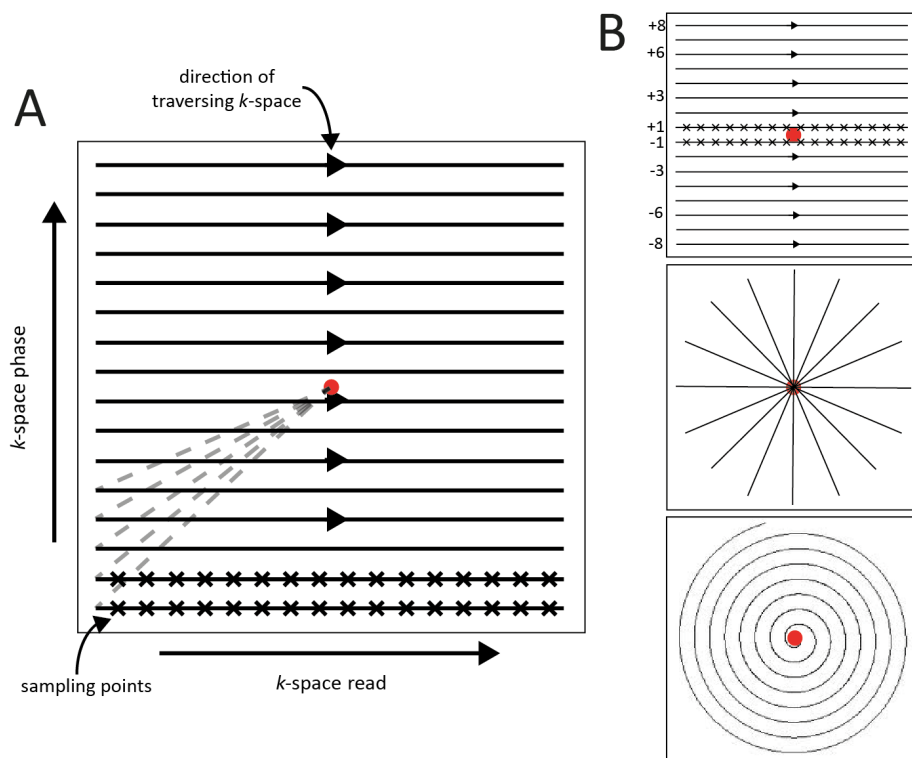 A
direction of
traversing k-space
k-space phase
sampling points
k-space read
B
+8
+6
+3
+1
-1
-3
-6
-8